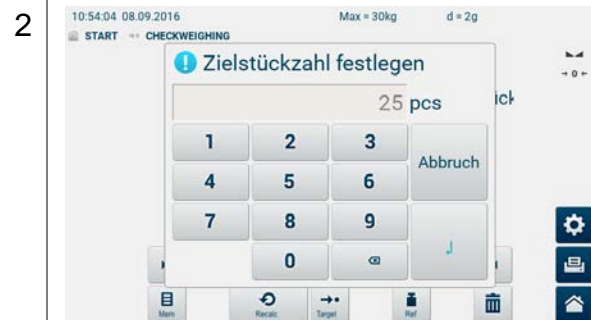 2
10:54:04 08.09.2016 Max = 30kg d = 2g
START CHECKWEIGHING
Zielstückzahl festlegen
→ 0 ←
25 pcs
1 2 3 Abbruch
4 5 6
7 8 9
0
Mem Recalc Target Ref